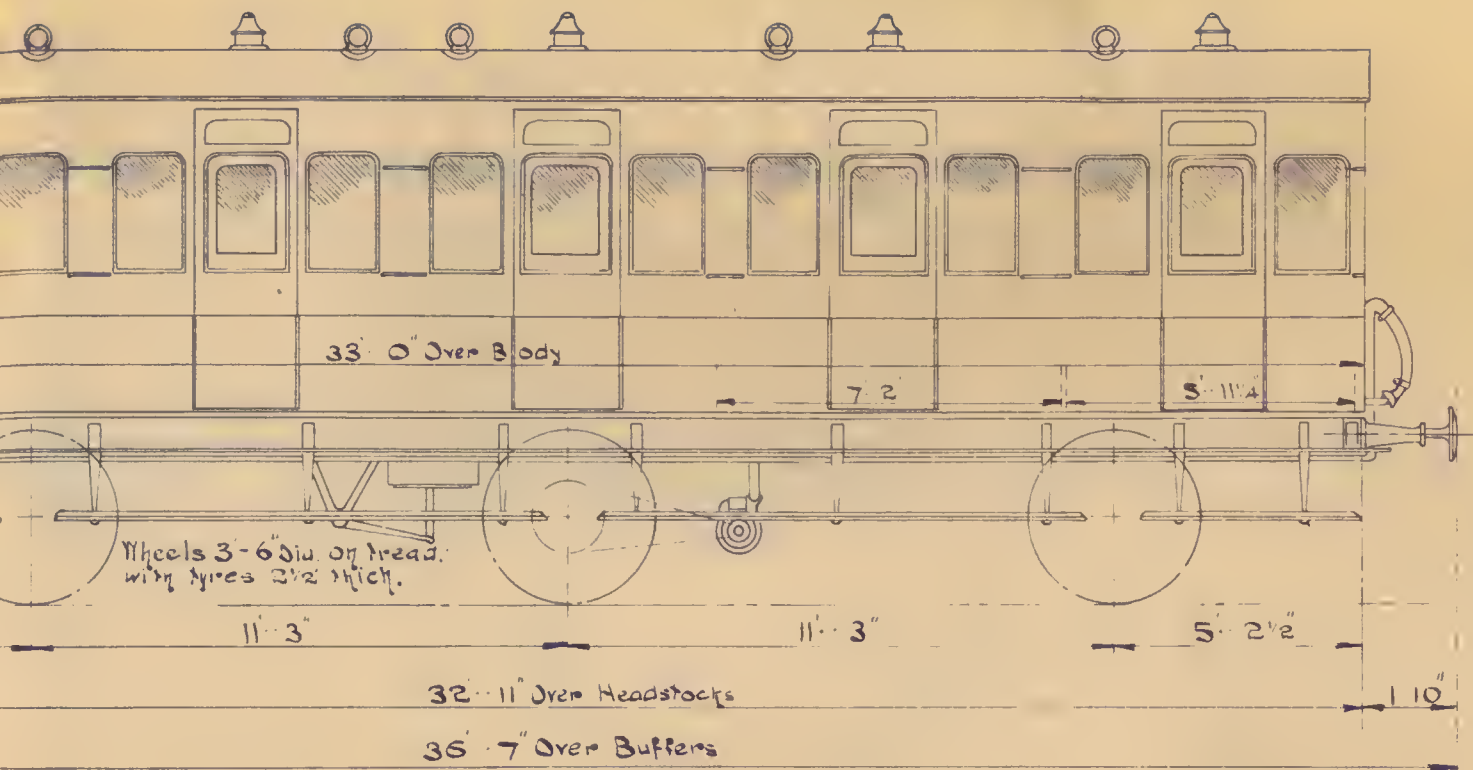 33' 0" Over Body
7' 2"
5' 11¼"
Wheels 3'-6" Dia. on tread.
with tyres 2½" thick.
11'-3"
11'-3"
5'-2½"
32'-11" Over Headstocks
1' 10"
36'-7" Over Buffers